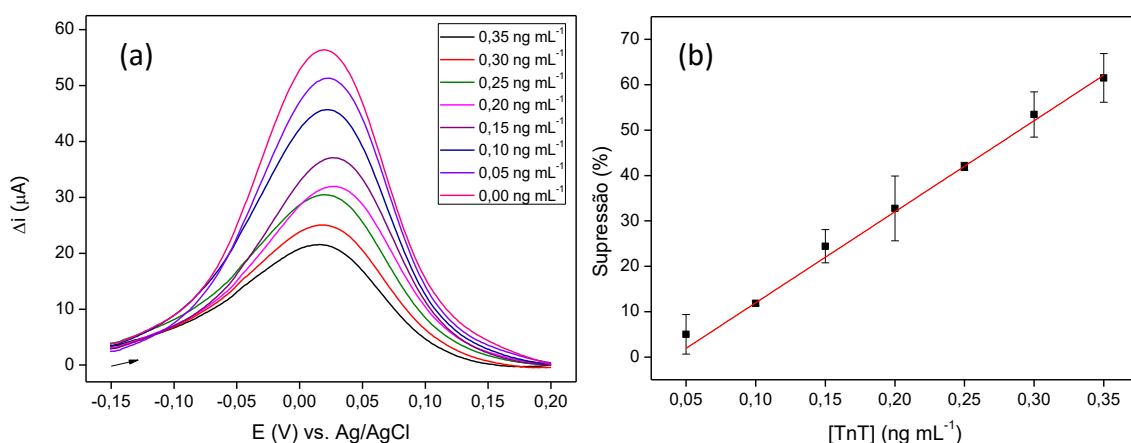 (a)
60
50
40
30
20
10
0
Δi (μA)
-0,15 -0,10 -0,05 0,00 0,05 0,10 0,15 0,20
E (V) vs. Ag/AgCl
0,35 ng mL⁻¹
0,30 ng mL⁻¹
0,25 ng mL⁻¹
0,20 ng mL⁻¹
0,15 ng mL⁻¹
0,10 ng mL⁻¹
0,05 ng mL⁻¹
0,00 ng mL⁻¹
(b)
70
60
50
40
30
20
10
0
Supressão (%)
0,05 0,10 0,15 0,20 0,25 0,30 0,35
[TnT] (ng mL⁻¹)